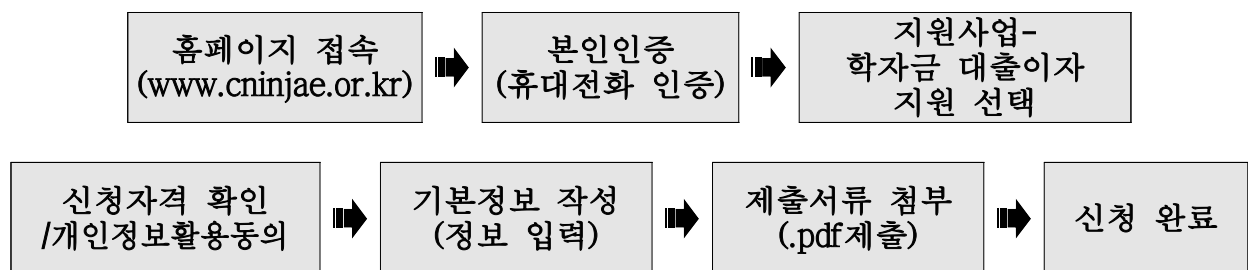 홈페이지 접속
(www.cninjae.or.kr)
본인인증
(휴대전화 인증)
지원사업-
학자금 대출이자
지원 선택
신청자격 확인
/개인정보활용동의
기본정보 작성
(정보 입력)
제출서류 첨부
(.pdf제출)
신청 완료